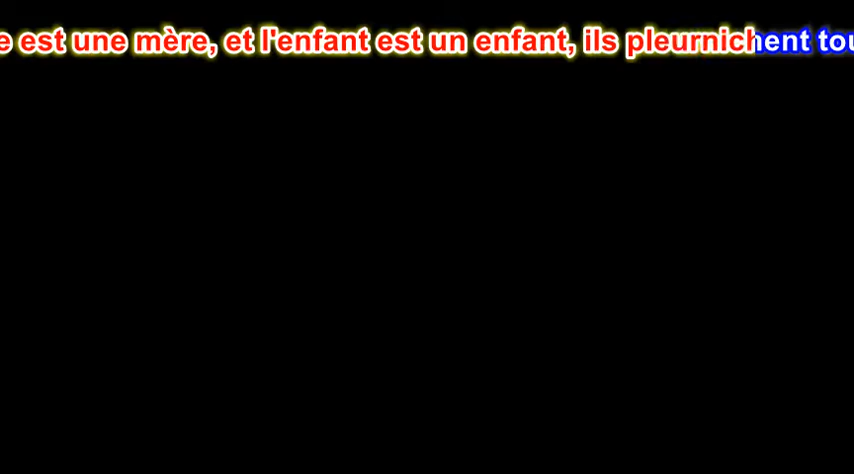 e est une mère, et l'enfant est un enfant, ils pleurnichent tou